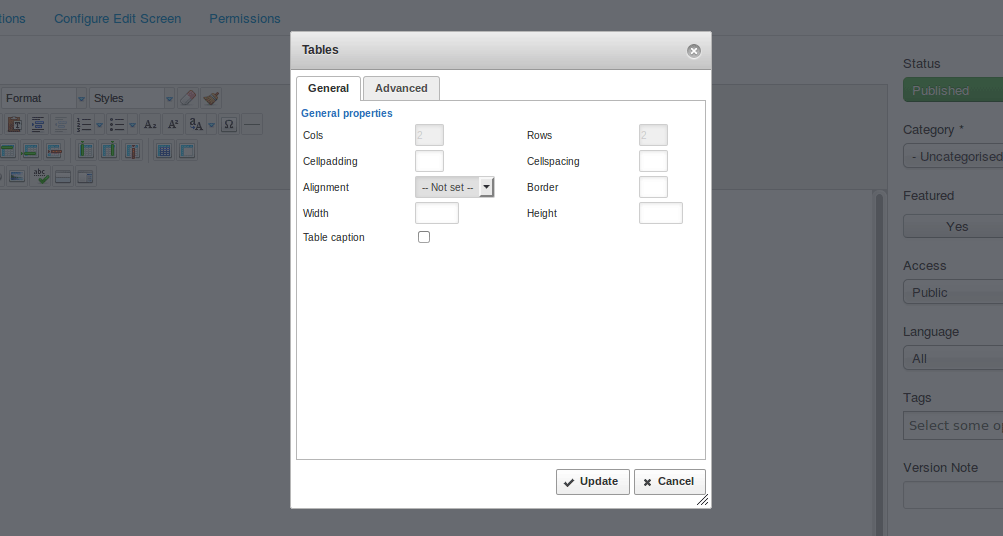 tions Configure Edit Screen Permissions
Tables
General Advanced
General properties
Cols 2 Rows 2
Cellpadding Cellspacing
Alignment -- Not set -- Border
Width Height
Table caption
Update Cancel
Format Styles
Status
Published
Category *
- Uncategorised
Featured
Yes
Access
Public
Language
All
Tags
Select some op
Version Note